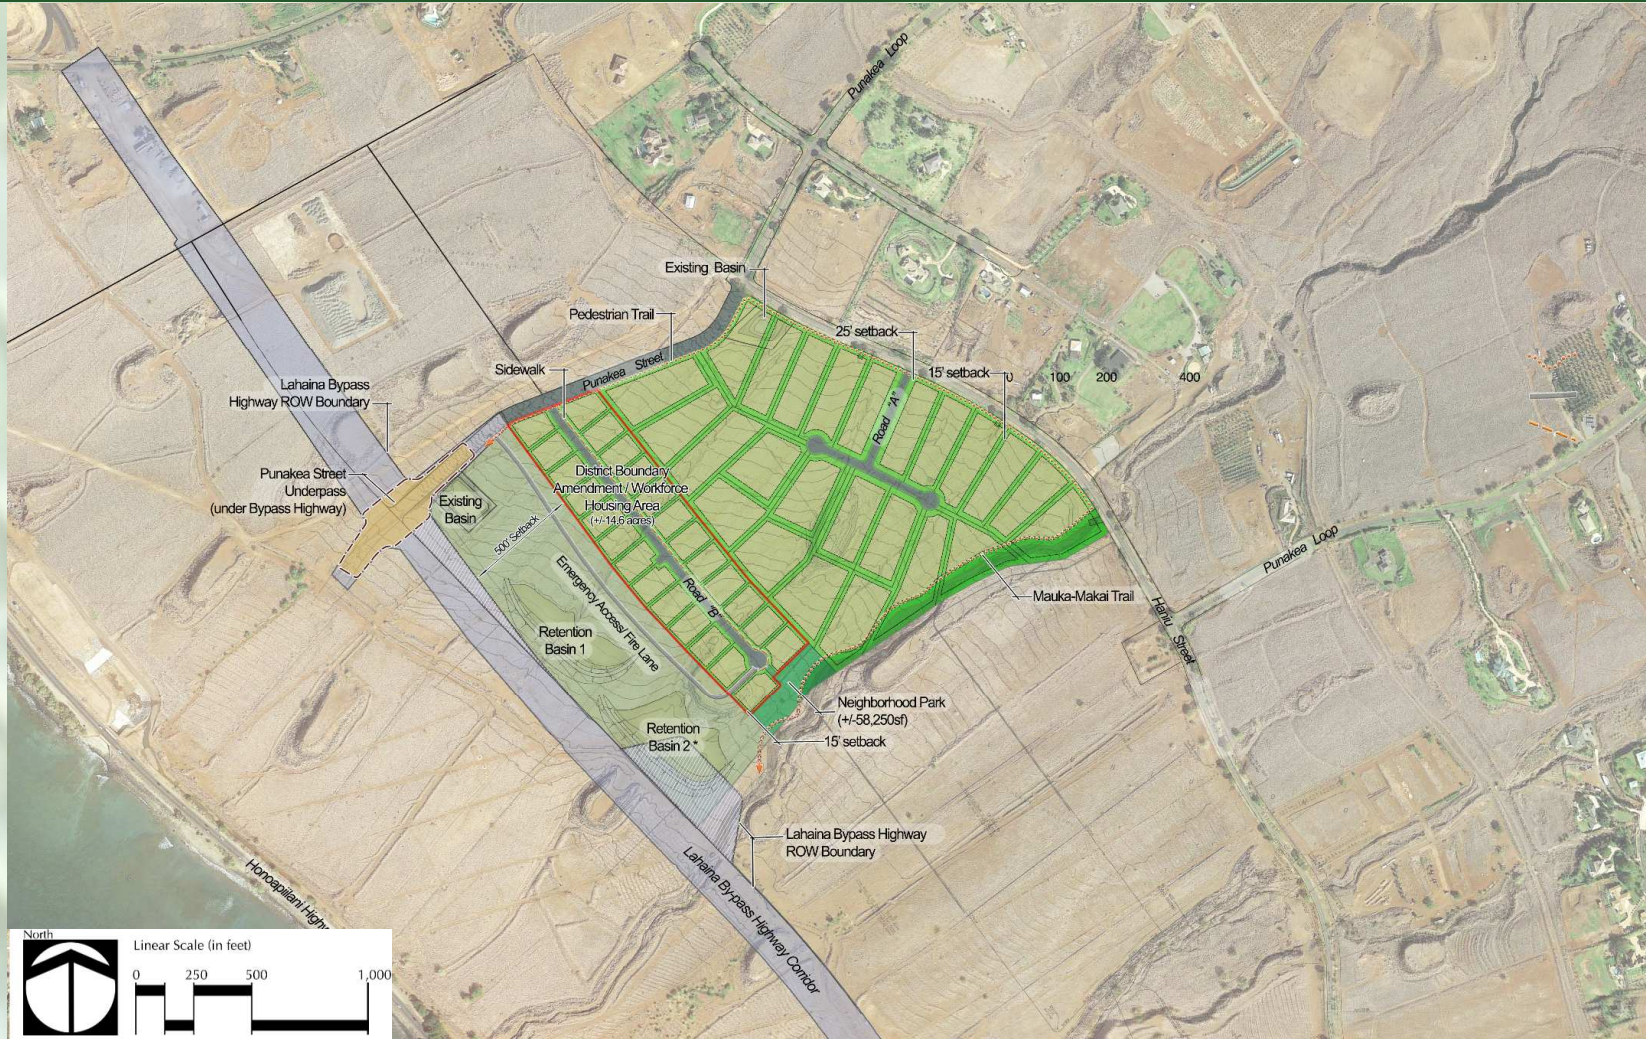 Punakea Loop
Existing Basin
Pedestrian Trail
25' setback
Punakea Street
Sidewalk
15' setback
0 100 200 400
Lahaina Bypass
Highway ROW Boundary
Road "A"
Punakea Street
Underpass
(under Bypass Highway)
Existing
Basin
District Boundary
Amendment / Workforce
Housing Area
(+/-14.6 acres)
500' Setback
Emergency Access/ Fire Lane
Road "B"
Punakea Loop
Mauka-Makai Trail
Haniu Street
Retention
Basin 1
Neighborhood Park
(+/-58,250sf)
15' setback
Retention
Basin 2 *
Lahaina Bypass Highway
ROW Boundary
Lahaina By-pass Highway Corridor
Honoapiilani Highw
North
Linear Scale (in feet)
0 250 500 1,000